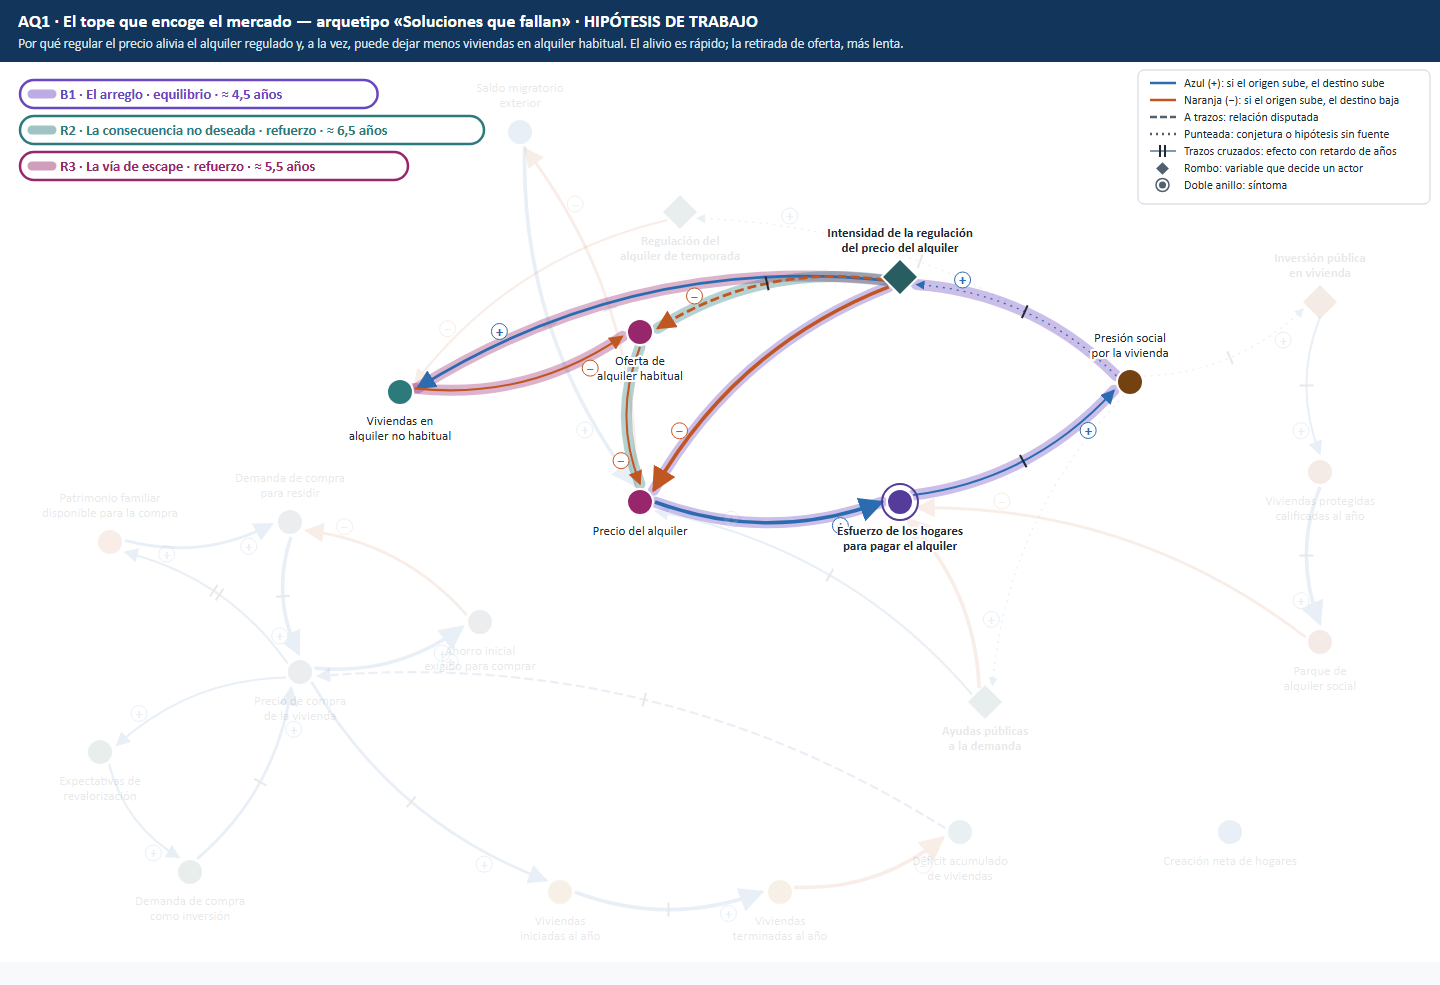 AQ1 · El tope que encoge el mercado — arquetipo «Soluciones que fallan» · HIPÓTESIS DE TRABAJO
Por qué regular el precio alivia el alquiler regulado y, a la vez, puede dejar menos viviendas en alquiler habitual. El alivio es rápido; la retirada de oferta, más lenta.
B1 · El arreglo · equilibrio · ≈ 4,5 años
R2 · La consecuencia no deseada · refuerzo · ≈ 6,5 años
R3 · La vía de escape · refuerzo · ≈ 5,5 años
Azul (+): si el origen sube, el destino sube
Naranja (−): si el origen sube, el destino baja
A trazos: relación disputada
Punteada: conjetura o hipótesis sin fuente
Trazos cruzados: efecto con retardo de años
Rombo: variable que decide un actor
Doble anillo: síntoma
Saldo migratorio
exterior
Regulación del
alquiler de temporada
Intensidad de la regulación
del precio del alquiler
Inversión pública
en vivienda
Presión social
por la vivienda
Oferta de
alquiler habitual
Viviendas en
alquiler no habitual
Demanda de compra
para residir
Patrimonio familiar
disponible para la compra
Precio del alquiler
Esfuerzo de los hogares
para pagar el alquiler
Viviendas protegidas
calificadas al año
Ahorro inicial
exigido para comprar
Parque de
alquiler social
Precio de compra
de la vivienda
Ayudas públicas
a la demanda
Expectativas de
revalorización
Déficit acumulado
de viviendas
Creación neta de hogares
Demanda de compra
como inversión
Viviendas
iniciadas al año
Viviendas
terminadas al año